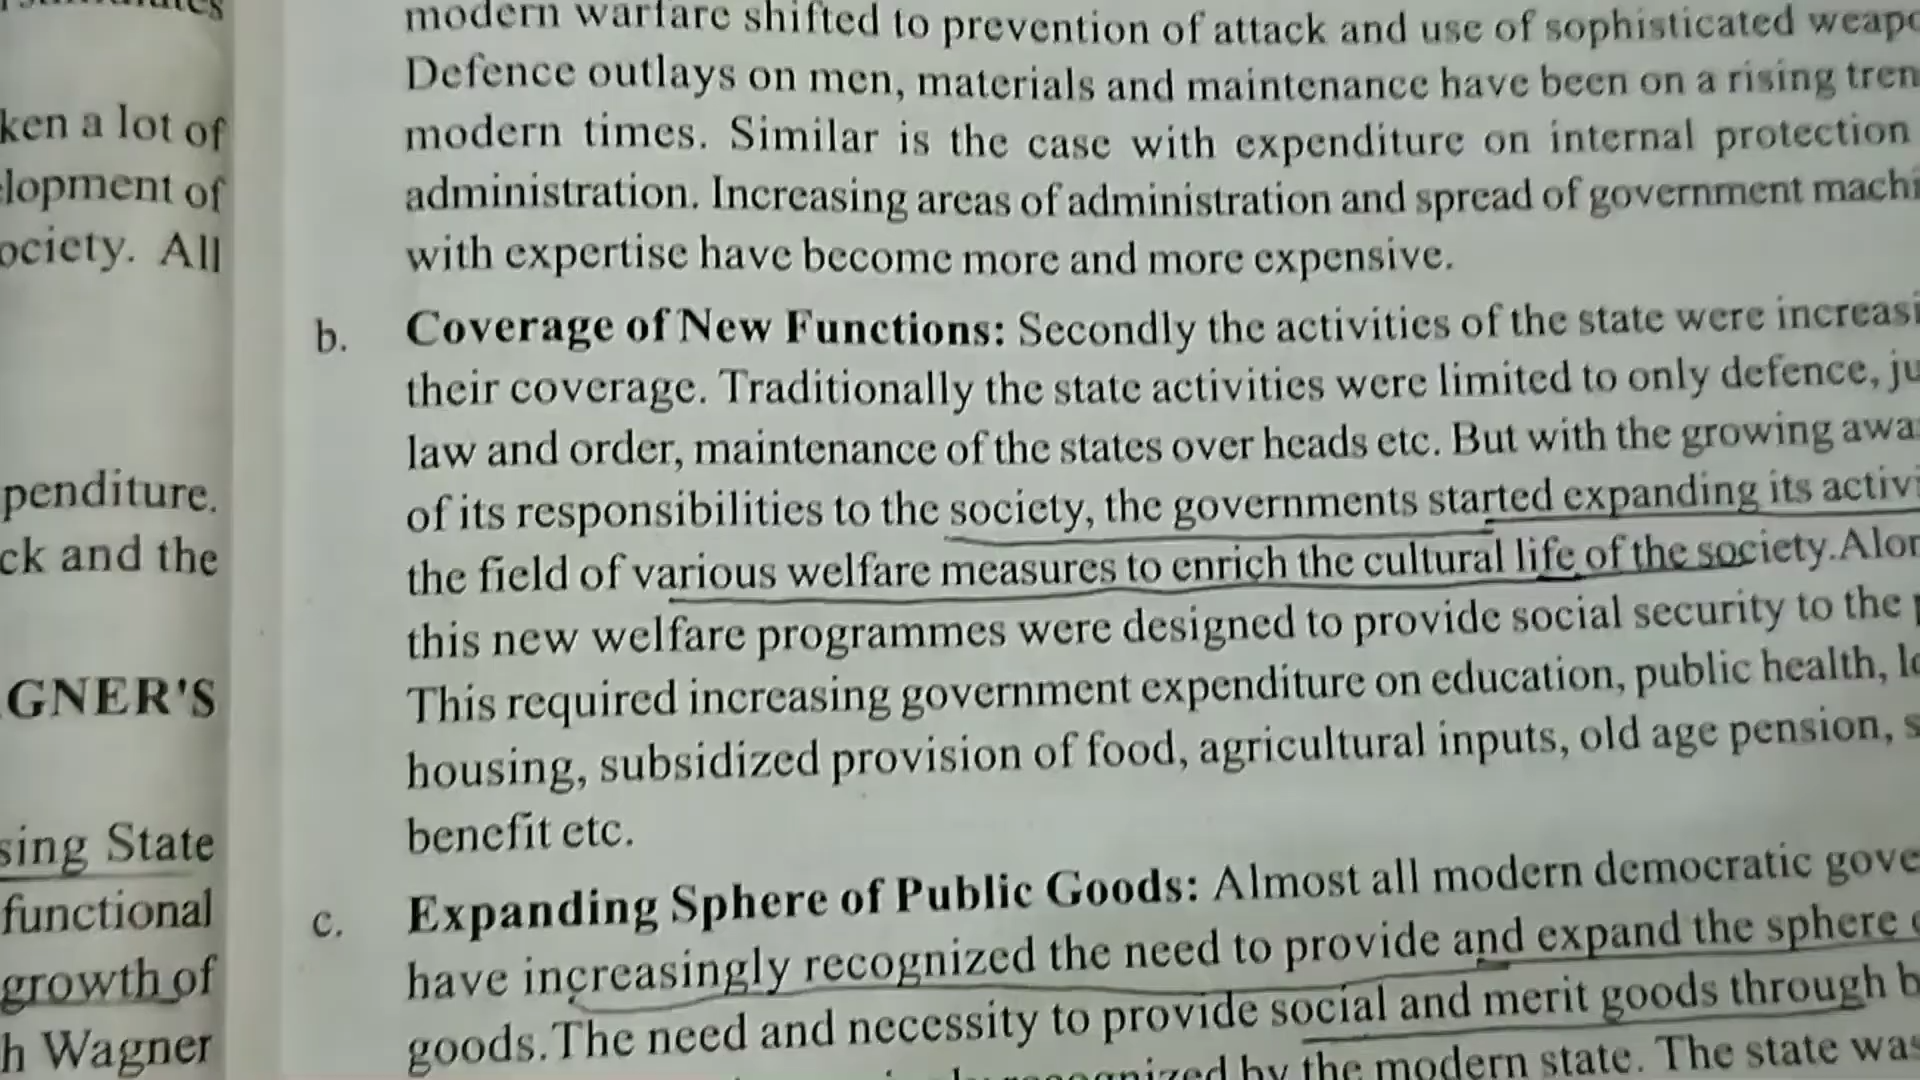 ken a lot of
lopment of
ociety. All
penditure.
ck and the
GNER'S
sing State
functional
growth of
h Wagner
modern warfare shifted to prevention of attack and use of sophisticated
Defence outlays on men, materials and maintenance have been on a rising
modern times. Similar is the case with expenditure on internal protection
administration. Increasing areas of administration and spread of government
with expertise have become more and more expensive.
b. Coverage of New Functions: Secondly the activities of the state were
their coverage. Traditionally the state activities were limited to only defence,
law and order, maintenance of the states over heads etc. But with the growing
of its responsibilities to the society, the governments started expanding its
the field of various welfare measures to enrich the cultural life of the society.
this new welfare programmes were designed to provide social security to the
This required increasing government expenditure on education, public health,
housing, subsidized provision of food, agricultural inputs, old age pension,
benefit etc.
c. Expanding Sphere of Public Goods: Almost all modern democratic
have increasingly recognized the need to provide and expand the sphere
goods. The need and necessity to provide social and merit goods through
by the modern state. The state was